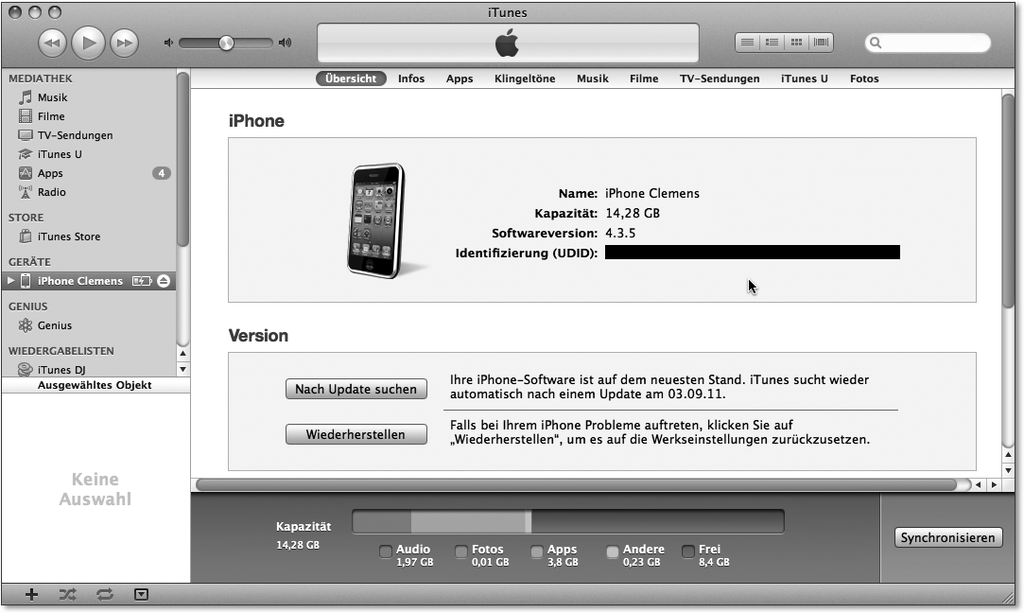 iTunes
MEDIATHEK
Musik
Filme
TV-Sendungen
iTunes U
Apps 4
Radio
STORE
iTunes Store
GERÄTE
iPhone Clemens
GENIUS
Genius
WIEDERGABELISTEN
iTunes DJ
Ausgewähltes Objekt
Keine
Auswahl
Übersicht Infos Apps Klingeltöne Musik Filme TV-Sendungen iTunes U Fotos
iPhone
Name: iPhone Clemens
Kapazität: 14,28 GB
Softwareversion: 4.3.5
Identifizierung (UDID):
Version
Nach Update suchen
Ihre iPhone-Software ist auf dem neuesten Stand. iTunes sucht wieder
automatisch nach einem Update am 03.09.11.
Wiederherstellen
Falls bei Ihrem iPhone Probleme auftreten, klicken Sie auf
„Wiederherstellen“, um es auf die Werkseinstellungen zurückzusetzen.
Kapazität
14,28 GB
Audio
1,97 GB
Fotos
0,01 GB
Apps
3,8 GB
Andere
0,23 GB
Frei
8,4 GB
Synchronisieren